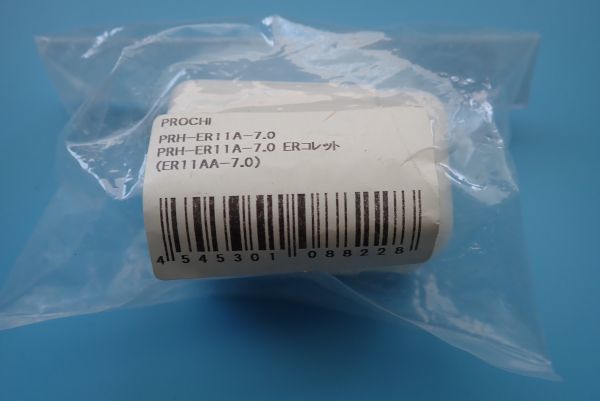 PROCHI
PRH-ER11A-7.0
PRH-ER11A-7.0 ERコレット
(ER11AA-7.0)
4 545301 088228